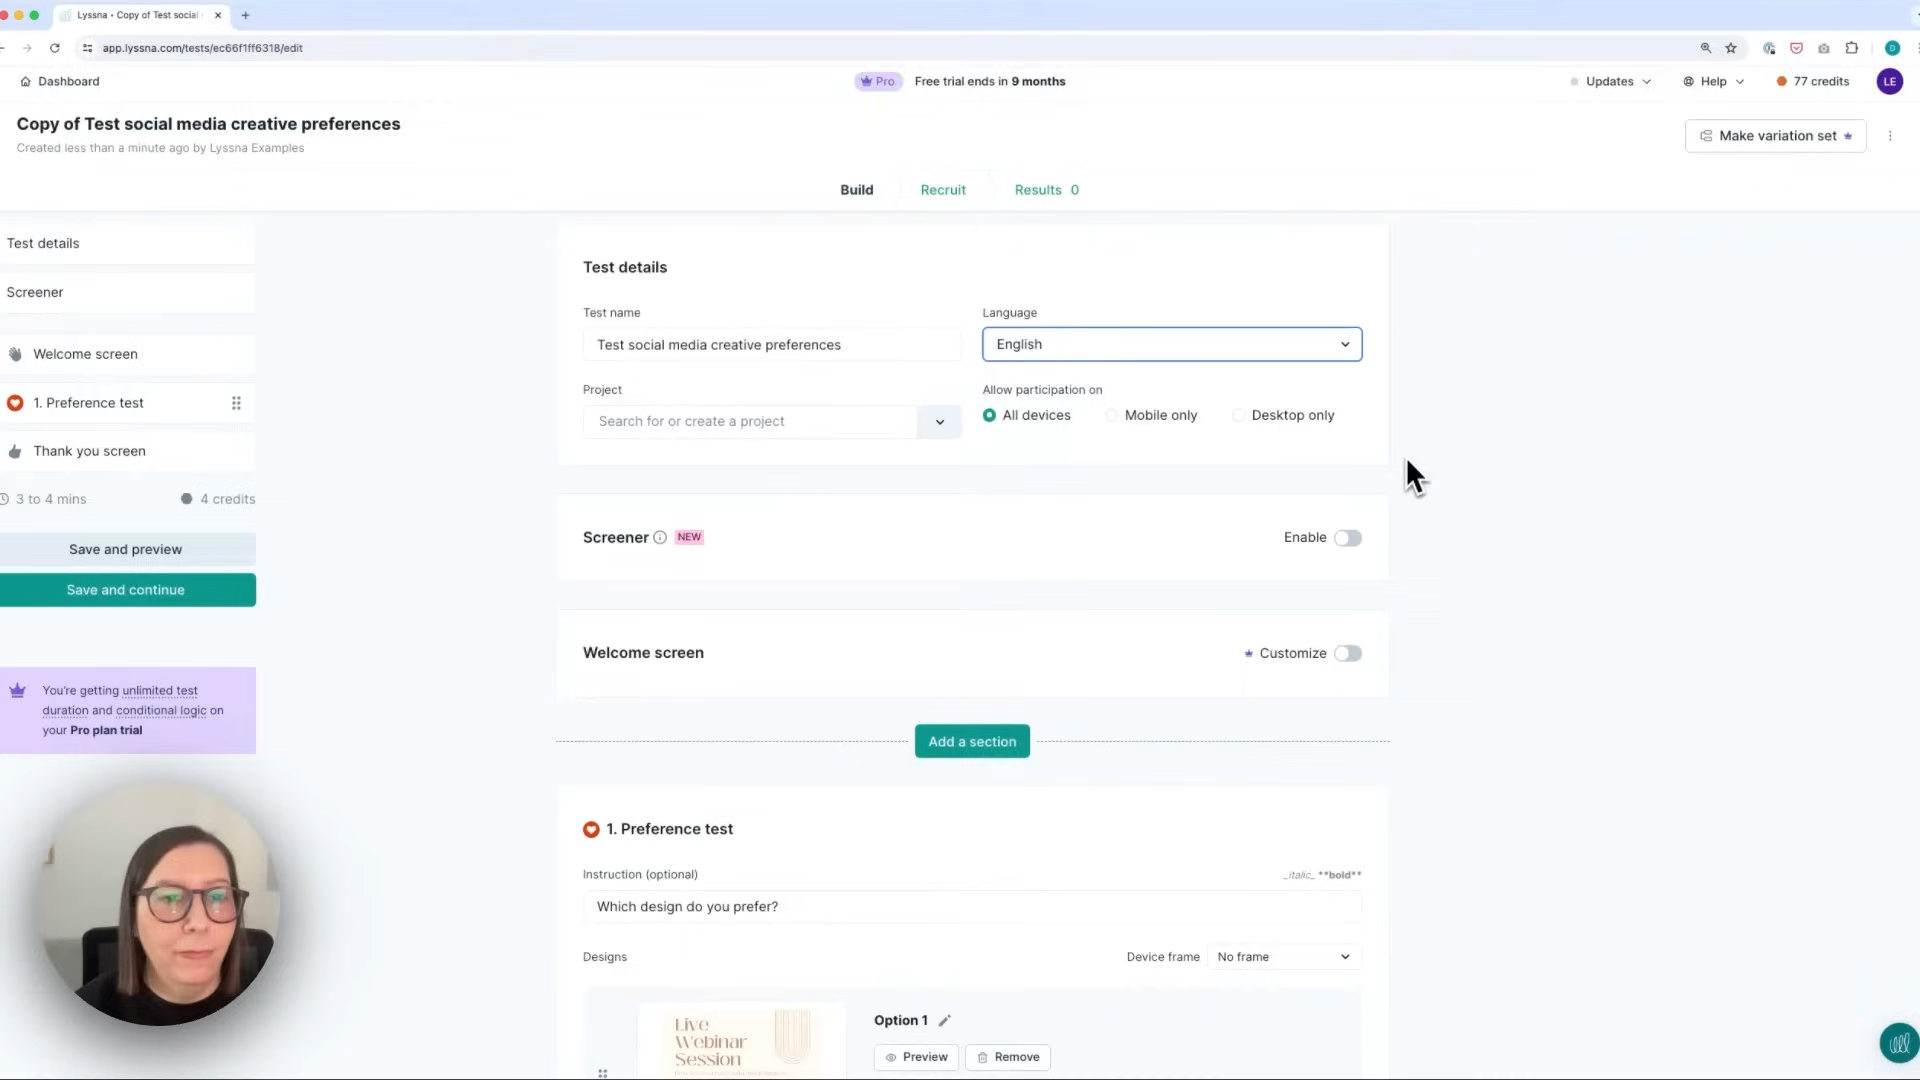 Lyssna • Copy of Test social
app.lyssna.com/tests/ec66f1ff6318/edit
D
Dashboard
Pro
Free trial ends in 9 months
Updates
Help
77 credits
LE
Copy of Test social media creative preferences
Created less than a minute ago by Lyssna Examples
Make variation set
Build
Recruit
Results 0
Test details
Screener
Welcome screen
1. Preference test
Thank you screen
3 to 4 mins
4 credits
Save and preview
Save and continue
You're getting unlimited test
duration and conditional logic on
your Pro plan trial
Test details
Test name
Test social media creative preferences
Language
English
Project
Search for or create a project
Allow participation on
All devices
Mobile only
Desktop only
Screener
NEW
Enable
Welcome screen
Customize
Add a section
1. Preference test
Instruction (optional)
_italic_ **bold**
Which design do you prefer?
Designs
Device frame
No frame
Live
Webinar
Session
Option 1
Preview
Remove